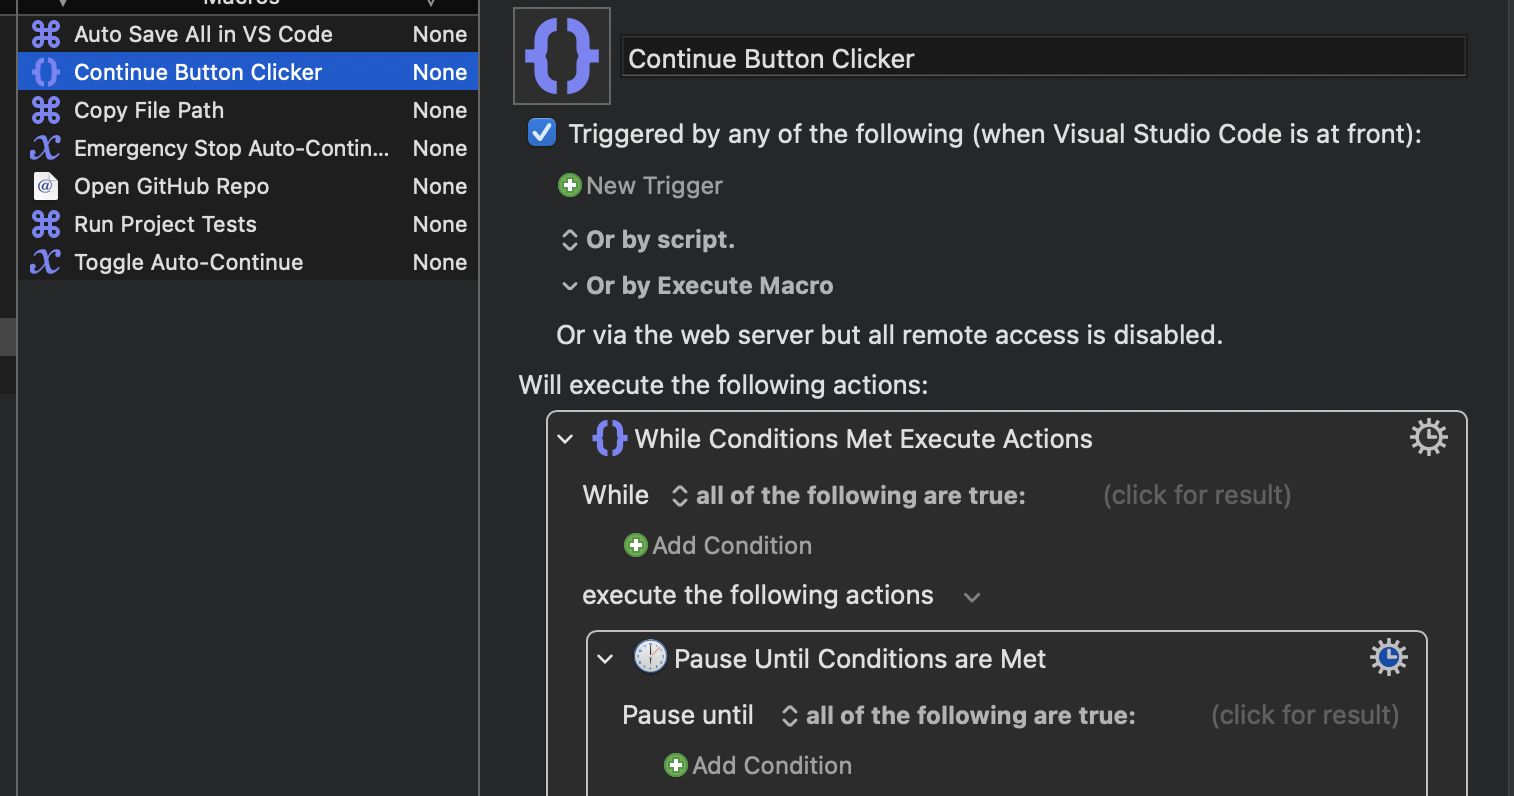 Macros
Auto Save All in VS Code None
Continue Button Clicker None
Copy File Path None
Emergency Stop Auto-Contin... None
Open GitHub Repo None
Run Project Tests None
Toggle Auto-Continue None
Continue Button Clicker
Triggered by any of the following (when Visual Studio Code is at front):
New Trigger
Or by script.
Or by Execute Macro
Or via the web server but all remote access is disabled.
Will execute the following actions:
While Conditions Met Execute Actions
While all of the following are true: (click for result)
Add Condition
execute the following actions
Pause Until Conditions are Met
Pause until all of the following are true: (click for result)
Add Condition